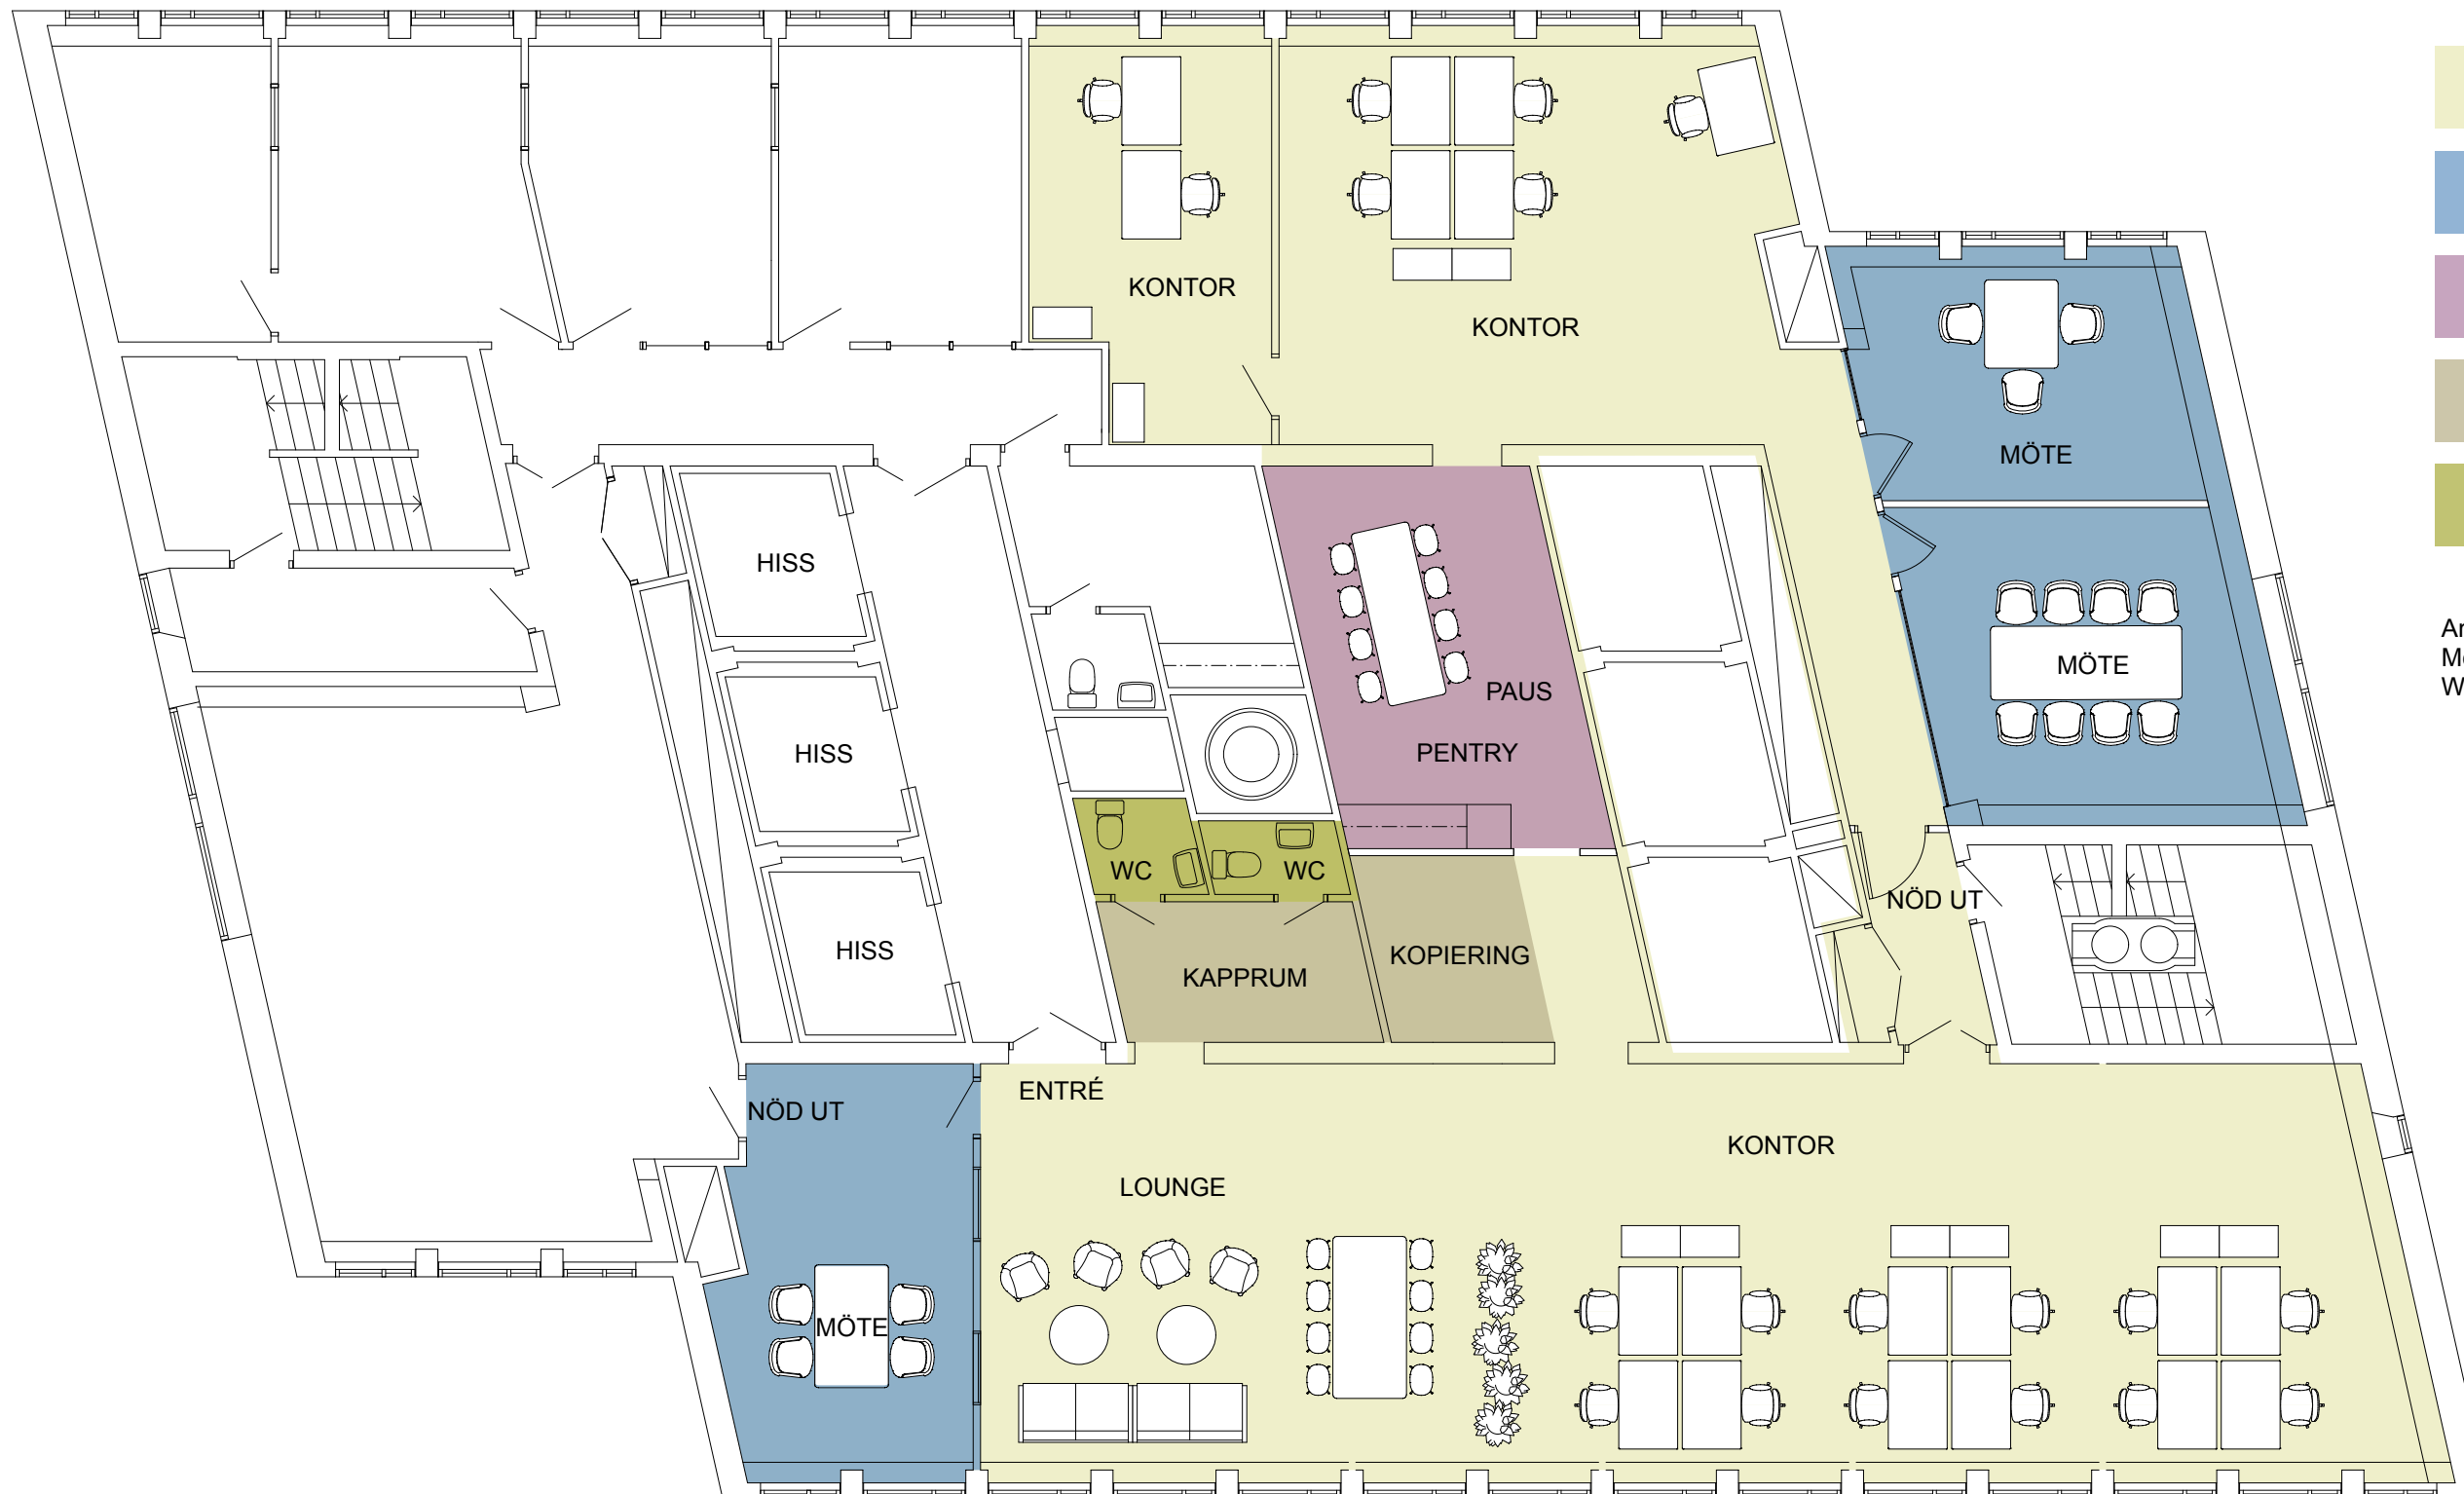 KONTOR
KONTOR
MÖTE
HISS
MÖTE
PAUS
HISS
PENTRY
WC
WC
NÖD UT
HISS
KOPIERING
KAPPRUM
ENTRÉ
NÖD UT
KONTOR
LOUNGE
MÖTE